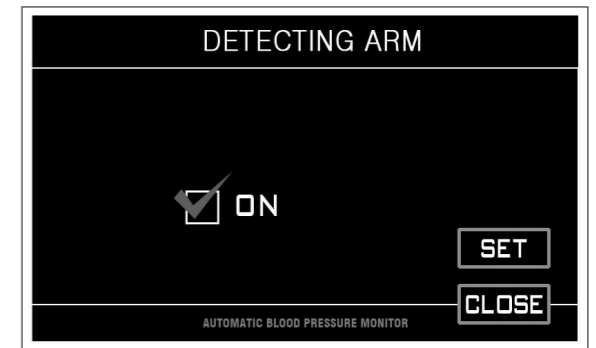 DETECTING ARM
ON
SET
CLOSE
AUTOMATIC BLOOD PRESSURE MONITOR